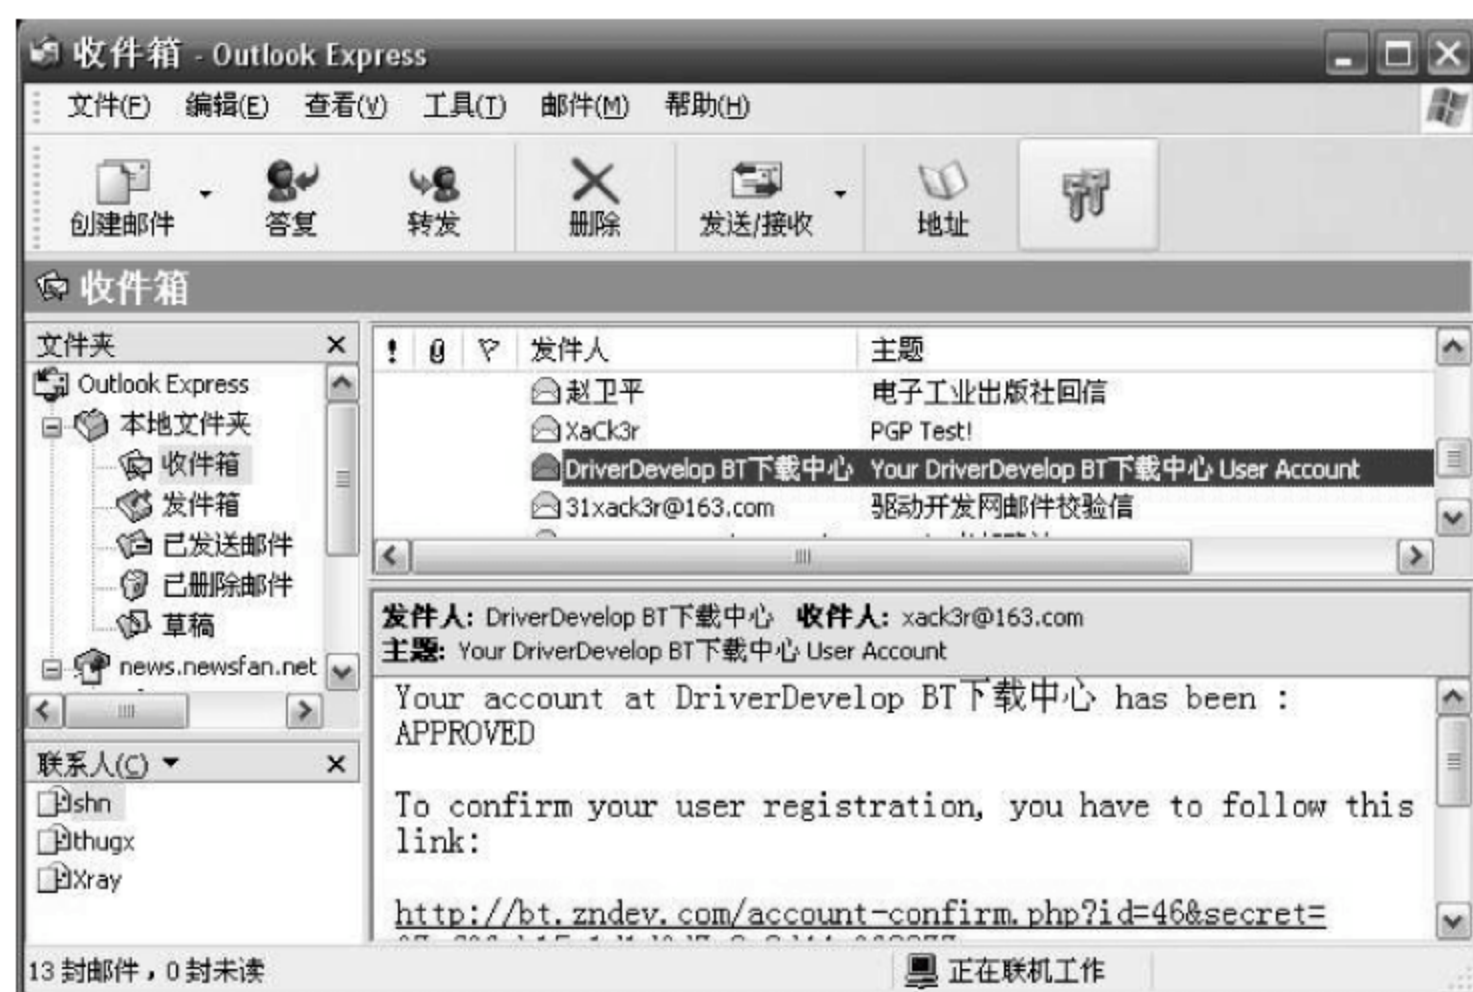 收件箱 - Outlook Express
文件(F) 编辑(E) 查看(V) 工具(T) 邮件(M) 帮助(H)
创建邮件 答复 转发 删除 发送/接收 地址
收件箱
文件夹
Outlook Express
本地文件夹
收件箱
发件箱
已发送邮件
已删除邮件
草稿
news.newsfan.net
联系人(C)
shn
thugx
Xray
发件人 主题
赵卫平 电子工业出版社回信
XaCk3r PGP Test!
DriverDevelop BT下载中心 Your DriverDevelop BT下载中心 User Account
31xack3r@163.com 驱动开发网邮件校验信
发件人: DriverDevelop BT下载中心 收件人: xack3r@163.com
主题: Your DriverDevelop BT下载中心 User Account
Your account at DriverDevelop BT下载中心 has been :
APPROVED
To confirm your user registration, you have to follow this
link:
http://bt.zndev.com/account-confirm.php?id=46&secret=
13 封邮件，0 封未读 正在联机工作